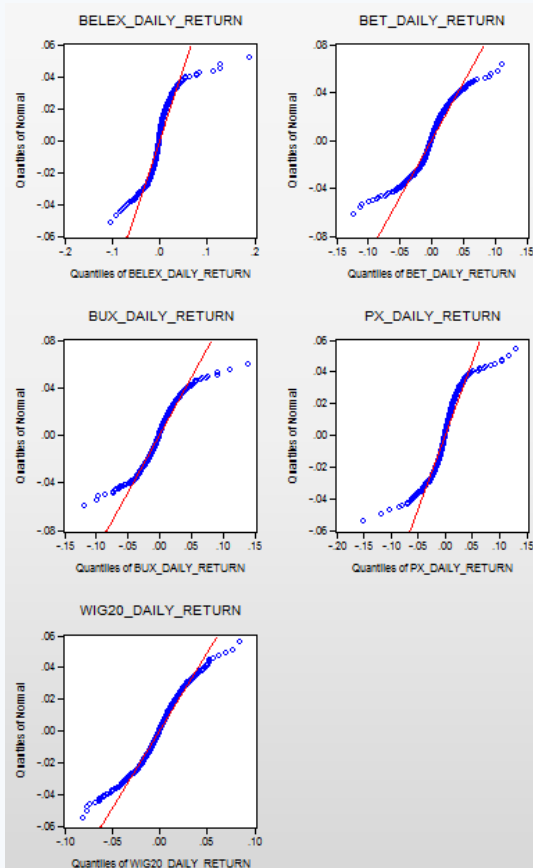 BELEX_DAILY_RETURN
BET_DAILY_RETURN
.06
.04
.02
.00
-.02
-.04
-.06
Quantiles of Normal
-.2 -.1 .0 .1 .2
Quantiles of BELEX_DAILY_RETURN
.08
.04
.00
-.04
-.08
Quantiles of Normal
-.15 -.10 -.05 .00 .05 .10 .15
Quantiles of BET_DAILY_RETURN
BUX_DAILY_RETURN
PX_DAILY_RETURN
.08
.04
.00
-.04
-.08
Quantiles of Normal
-.15 -.10 -.05 .00 .05 .10 .15
Quantiles of BUX_DAILY_RETURN
.06
.04
.02
.00
-.02
-.04
-.06
Quantiles of Normal
-.20 -.15 -.10 -.05 .00 .05 .10 .15
Quantiles of PX_DAILY_RETURN
WIG20_DAILY_RETURN
.06
.04
.02
.00
-.02
-.04
-.06
Quantiles of Normal
-.10 -.05 .00 .05 .10
Quantiles of WIG20_DAILY_RETURN